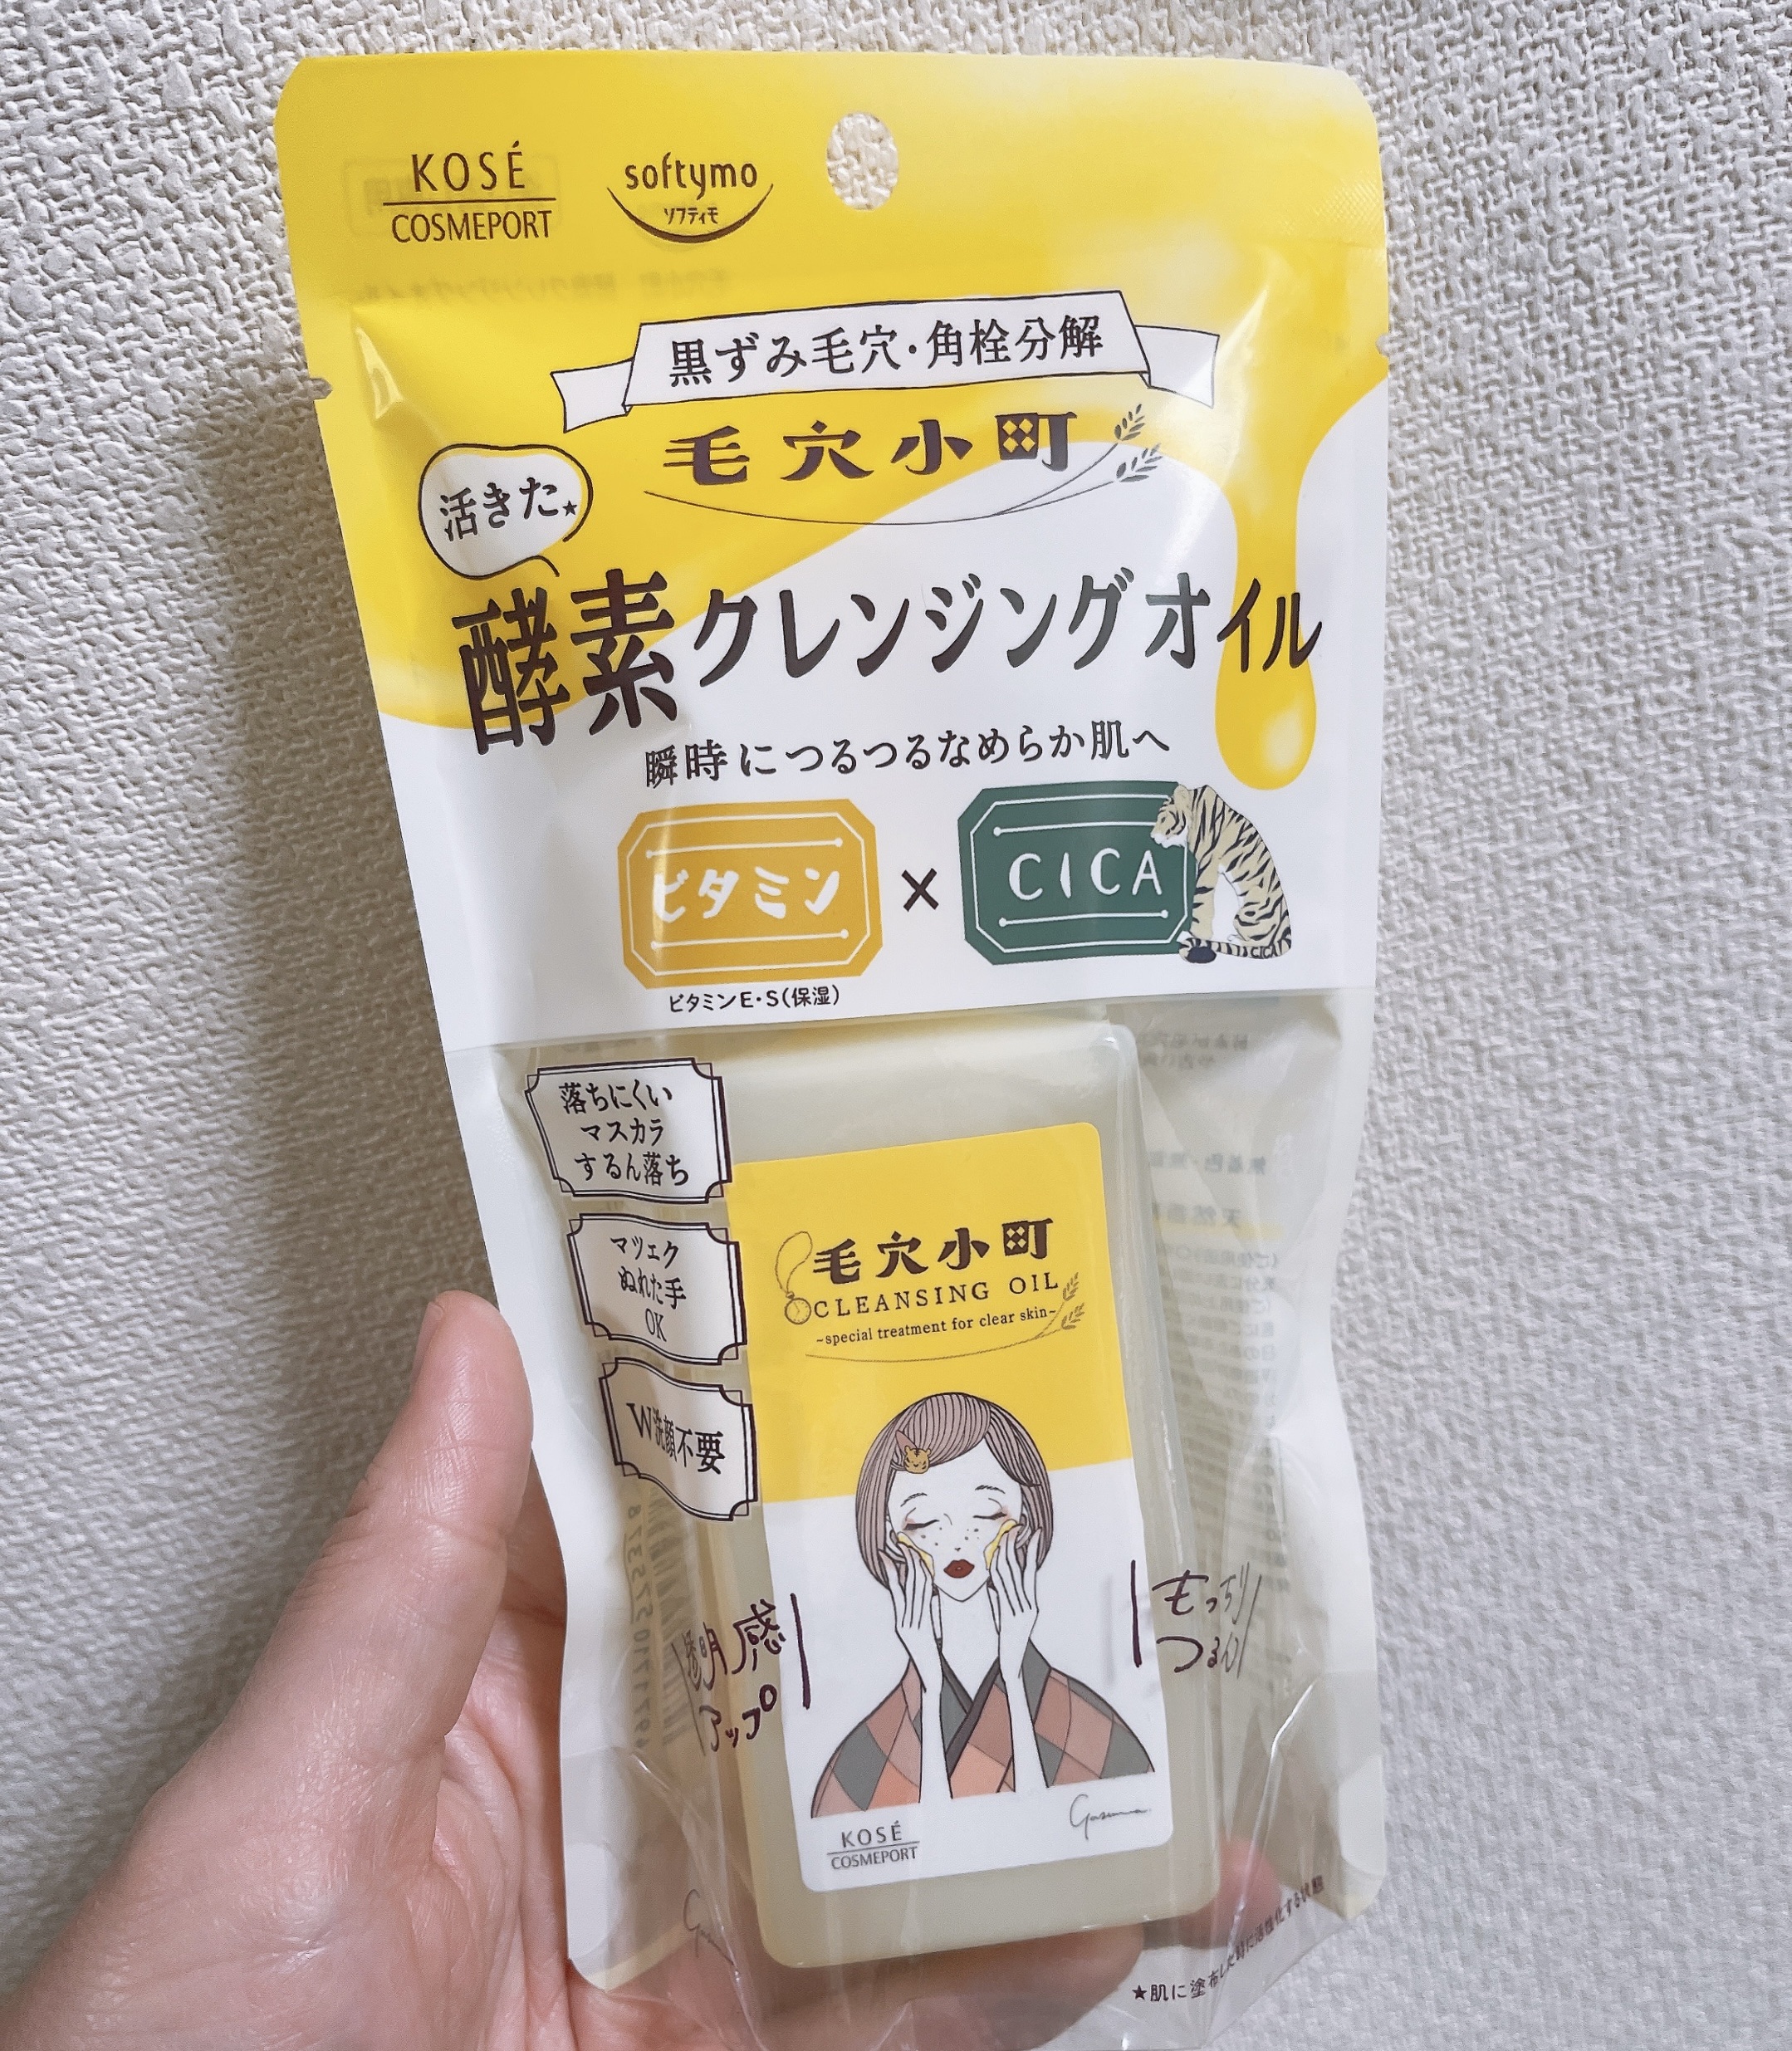 KOSÉ
COSMEPORT
softymo
ソフティモ
黒ずみ毛穴・角栓分解
毛穴小町
活きた★
酵素クレンジングオイル
瞬時につるつるなめらか肌へ
ビタミン × CICA
CICA
ビタミンE・S(保湿)
落ちにくい
マスカラ
するん落ち
マツエク
ぬれた手
OK
W洗顔不要
毛穴小町
CLEANSING OIL
~special treatment for clear skin~
透明感
アップ
もっちり
つるん
KOSÉ
COSMEPORT
★肌に塗布した時に活性化する状態